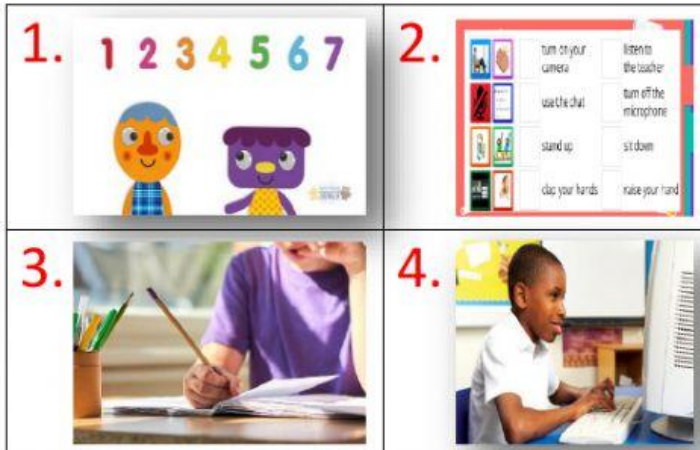 1.
1 2 3 4 5 6 7
2.
turn on your
camera
listen to
the teacher
use the chat
turn off the
microphone
stand up
sit down
clap your hands
raise your hand
3.
4.